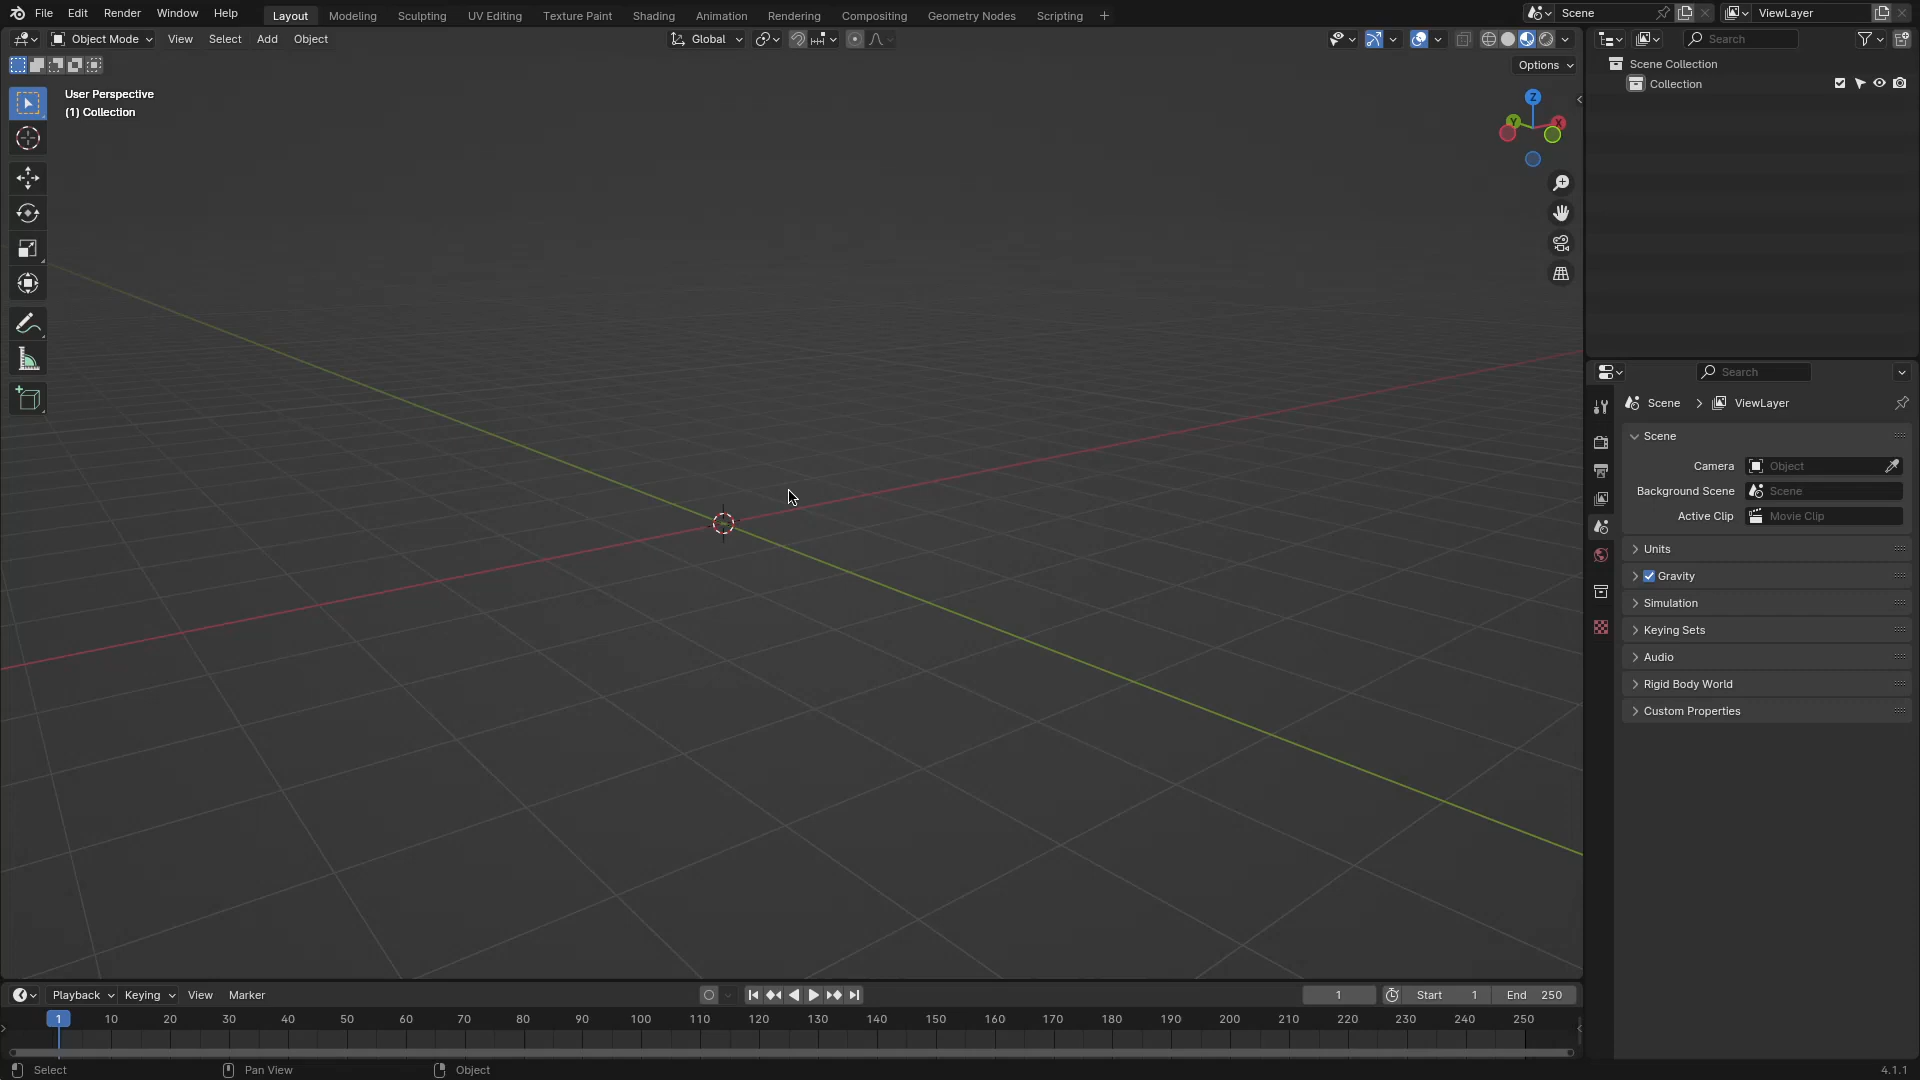 File Edit Render Window Help Layout Modeling Sculpting UV Editing Texture Paint Shading Animation Rendering Compositing Geometry Nodes Scripting + Scene ViewLayer
Object Mode View Select Add Object Global Search
Options
User Perspective
(1) Collection
Z
Y X
Scene Collection
Collection
Search
Scene ViewLayer
Scene
Camera Object
Background Scene Scene
Active Clip Movie Clip
Units
Gravity
Simulation
Keying Sets
Audio
Rigid Body World
Custom Properties
Playback Keying View Marker 1 Start 1 End 250
1 10 20 30 40 50 60 70 80 90 100 110 120 130 140 150 160 170 180 190 200 210 220 230 240 250
Select Pan View Object 4.1.1